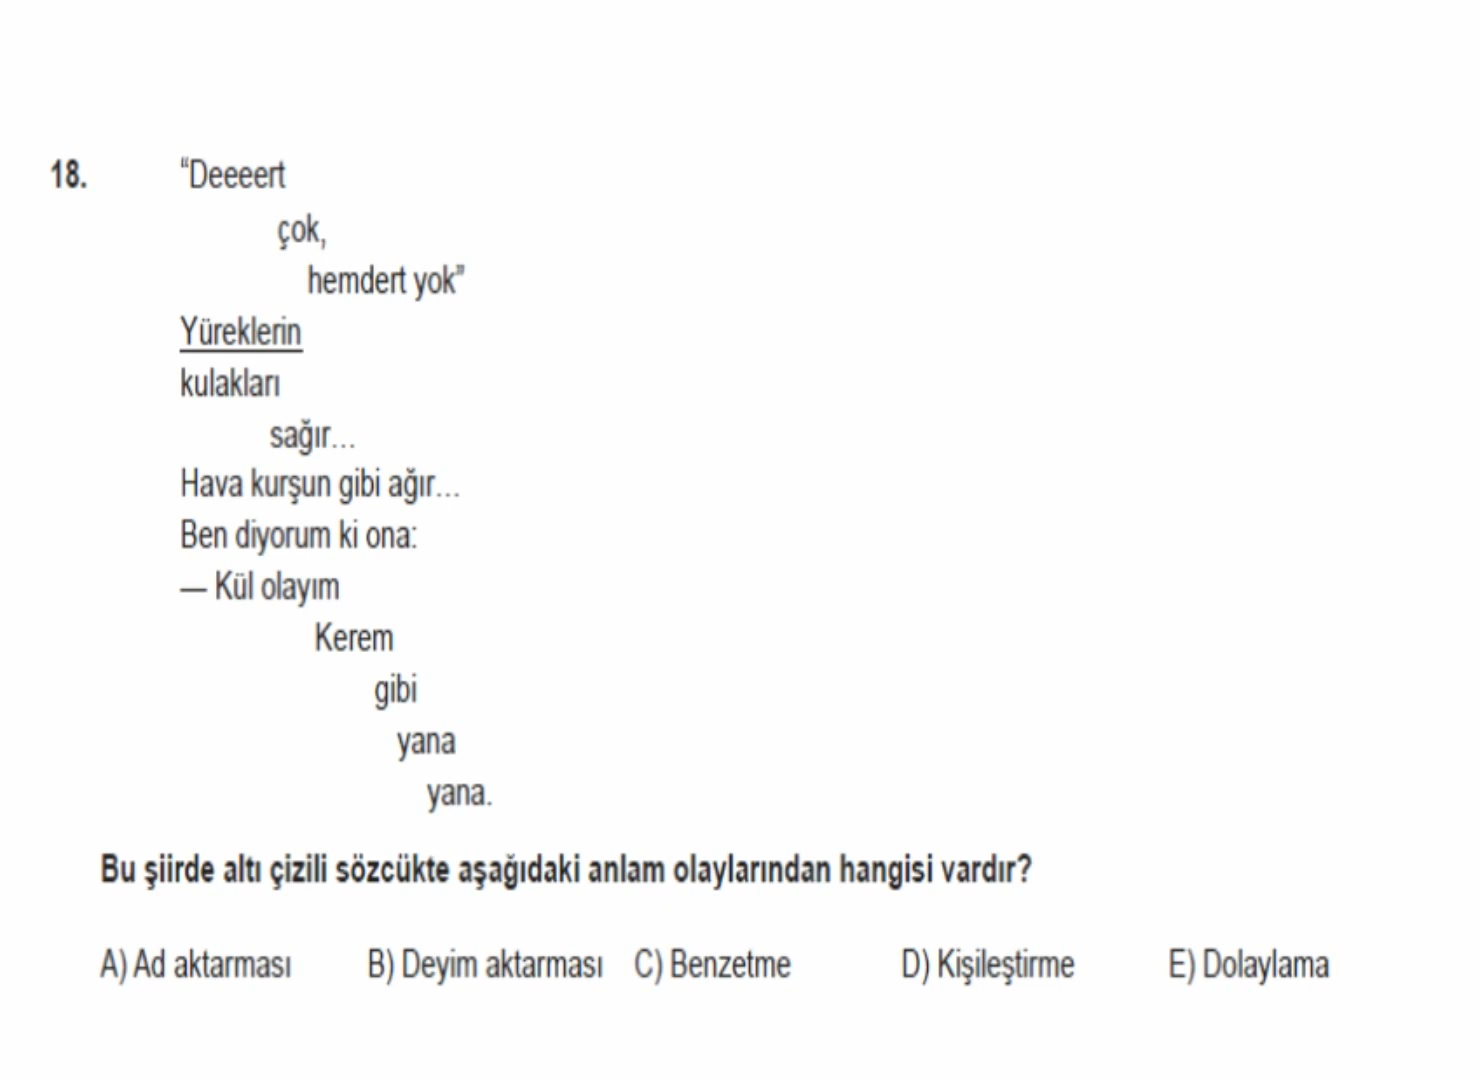 18. “Deeeert
çok,
hemdert yok”
Yüreklerin
kulakları
sağır...
Hava kurşun gibi ağır...
Ben diyorum ki ona:
— Kül olayım
Kerem
gibi
yana
yana.
Bu şiirde altı çizili sözcükte aşağıdaki anlam olaylarından hangisi vardır?
A) Ad aktarması B) Deyim aktarması C) Benzetme D) Kişileştirme E) Dolaylama